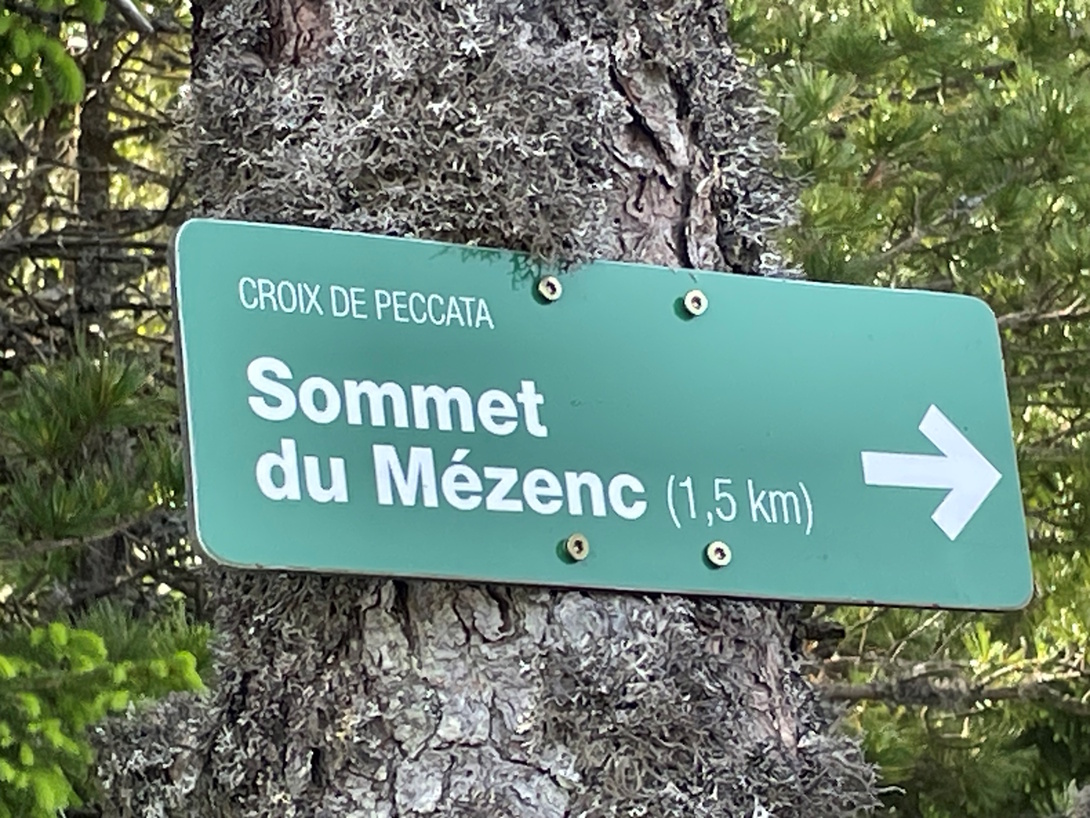 CROIX DE PECCATA
Sommet
du Mézenc (1,5 km)